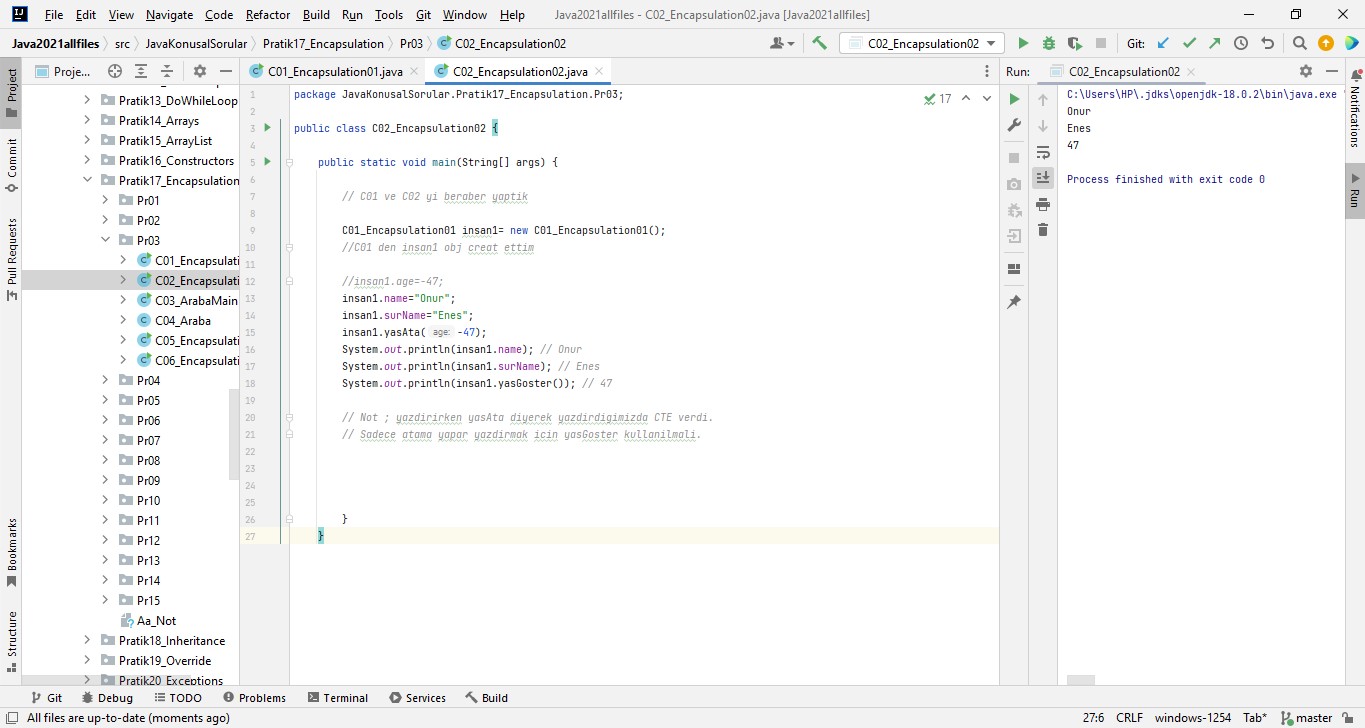 File Edit View Navigate Code Refactor Build Run Tools Git Window Help Java2021allfiles - C02_Encapsulation02.java [Java2021allfiles]
Java2021allfiles src JavaKonusalSorular Pratik17_Encapsulation Pr03 C02_Encapsulation02 C02_Encapsulation02 Git:
Project
Commit
Pull Requests
Bookmarks
Structure
Proje...
Pratik13_DoWhileLoop
Pratik14_Arrays
Pratik15_ArrayList
Pratik16_Constructors
Pratik17_Encapsulation
Pr01
Pr02
Pr03
C01_Encapsulati
C02_Encapsulati
C03_ArabaMain
C04_Araba
C05_Encapsulati
C06_Encapsulati
Pr04
Pr05
Pr06
Pr07
Pr08
Pr09
Pr10
Pr11
Pr12
Pr13
Pr14
Pr15
Aa_Not
Pratik18_Inheritance
Pratik19_Override
Pratik20_Exceptions
C01_Encapsulation01.java C02_Encapsulation02.java
17
1 package JavaKonusalSorular.Pratik17_Encapsulation.Pr03;
2
3 public class C02_Encapsulation02 {
4
5 public static void main(String[] args) {
6
7 // C01 ve C02 yi beraber yaptik
8
9 C01_Encapsulation01 insan1= new C01_Encapsulation01();
10 //C01 den insan1 obj creat ettim
11
12 //insan1.age=-47;
13 insan1.name="Onur";
14 insan1.surName="Enes";
15 insan1.yasAta( age: -47);
16 System.out.println(insan1.name); // Onur
17 System.out.println(insan1.surName); // Enes
18 System.out.println(insan1.yasGoster()); // 47
19
20 // Not ; yazdirirken yasAta diyerek yazdirdigimizda CTE verdi.
21 // Sadece atama yapar yazdirmak icin yasGoster kullanilmali.
22
23
24
25
26 }
27 }
Run: C02_Encapsulation02
C:\Users\HP\.jdks\openjdk-18.0.2\bin\java.exe
Onur
Enes
47
Process finished with exit code 0
Notifications
Run
Git Debug TODO Problems Terminal Services Build
All files are up-to-date (moments ago) 27:6 CRLF windows-1254 Tab* master